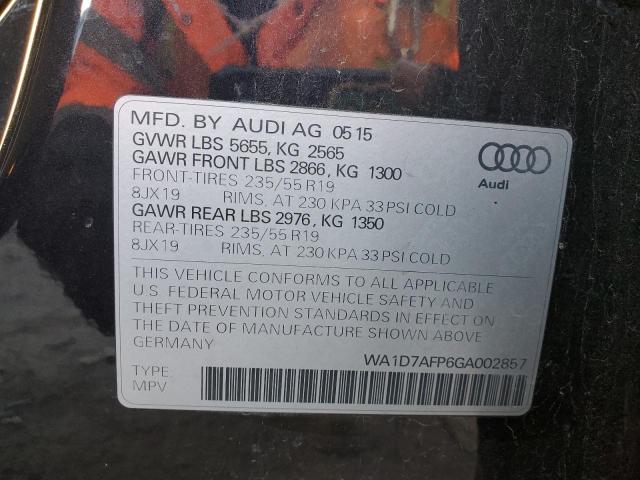 MFD. BY AUDI AG 0515
GVWR LBS 5655, KG 2565
GAWR FRONT LBS 2866, KG 1300
FRONT-TIRES 235/55 R19
8JX19 RIMS, AT 230 KPA 33 PSI COLD
GAWR REAR LBS 2976, KG 1350
REAR-TIRES 235/55 R19
8JX19 RIMS, AT 230 KPA 33 PSI COLD
Audi
THIS VEHICLE CONFORMS TO ALL APPLICABLE
U.S. FEDERAL MOTOR VEHICLE SAFETY AND
THEFT PREVENTION STANDARDS IN EFFECT ON
THE DATE OF MANUFACTURE SHOWN ABOVE
GERMANY
WA1D7AFP6GA002857
TYPE:
MPV